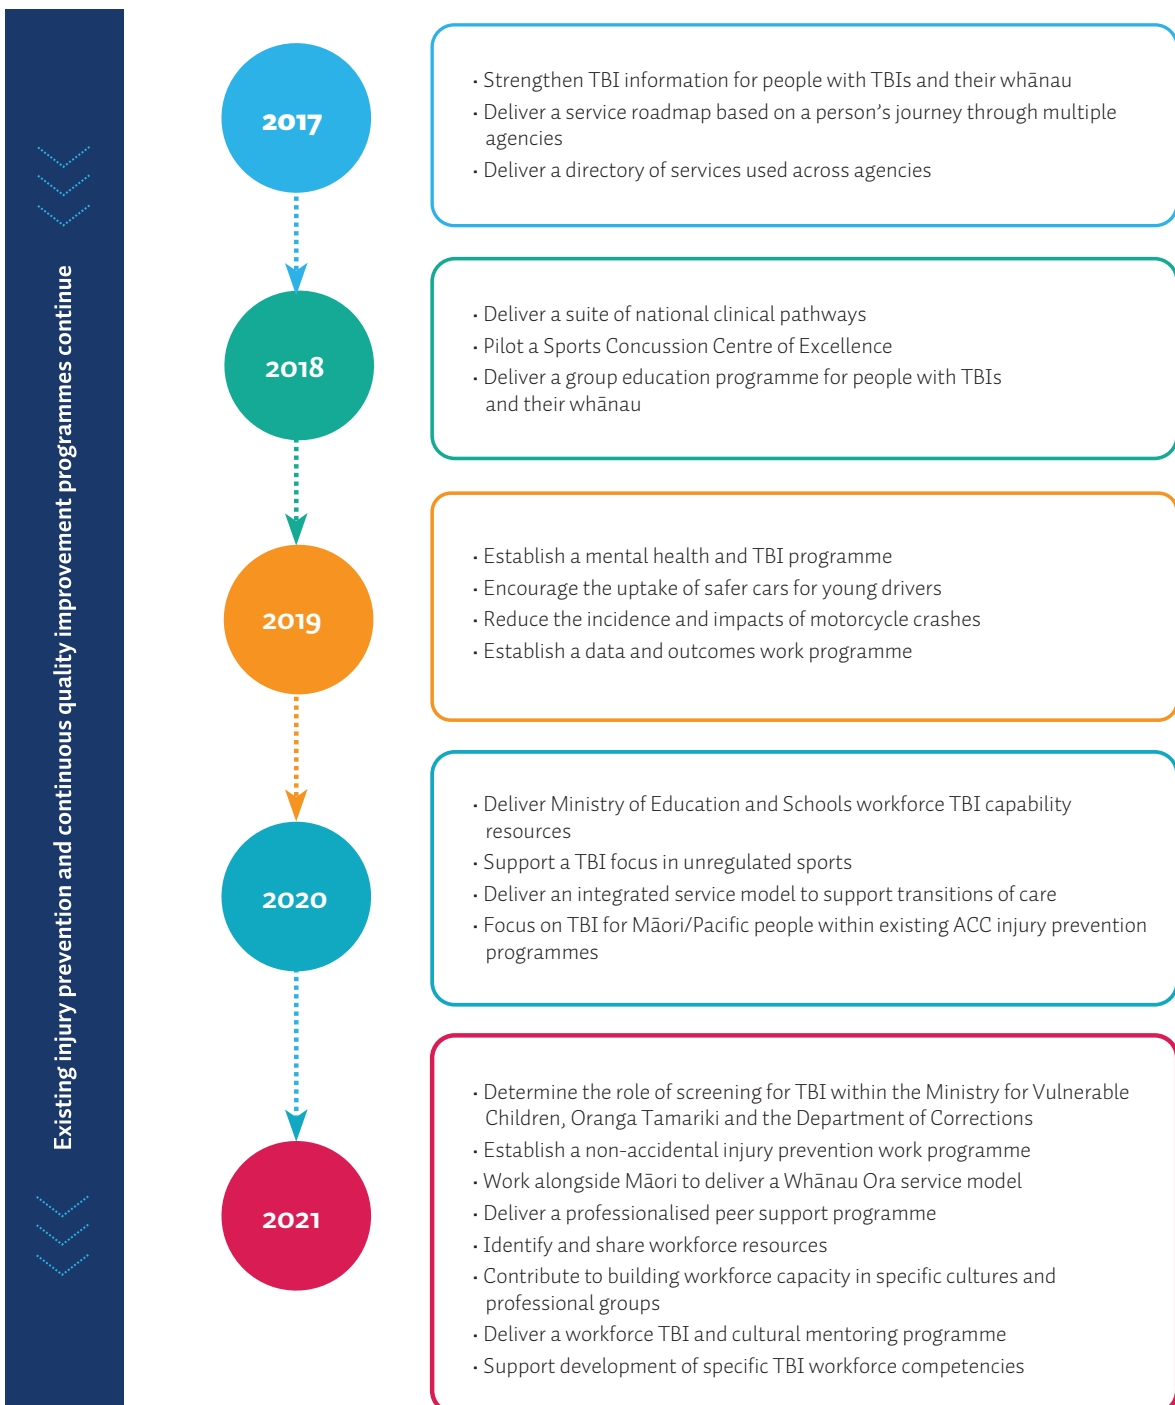 Existing injury prevention and continuous quality improvement programmes continue
2017
· Strengthen TBI information for people with TBIs and their whānau
· Deliver a service roadmap based on a person’s journey through multiple
agencies
· Deliver a directory of services used across agencies
2018
· Deliver a suite of national clinical pathways
· Pilot a Sports Concussion Centre of Excellence
· Deliver a group education programme for people with TBIs
and their whānau
2019
· Establish a mental health and TBI programme
· Encourage the uptake of safer cars for young drivers
· Reduce the incidence and impacts of motorcycle crashes
· Establish a data and outcomes work programme
2020
· Deliver Ministry of Education and Schools workforce TBI capability
resources
· Support a TBI focus in unregulated sports
· Deliver an integrated service model to support transitions of care
· Focus on TBI for Māori/Pacific people within existing ACC injury prevention
programmes
2021
· Determine the role of screening for TBI within the Ministry for Vulnerable
Children, Oranga Tamariki and the Department of Corrections
· Establish a non-accidental injury prevention work programme
· Work alongside Māori to deliver a Whānau Ora service model
· Deliver a professionalised peer support programme
· Identify and share workforce resources
· Contribute to building workforce capacity in specific cultures and
professional groups
· Deliver a workforce TBI and cultural mentoring programme
· Support development of specific TBI workforce competencies